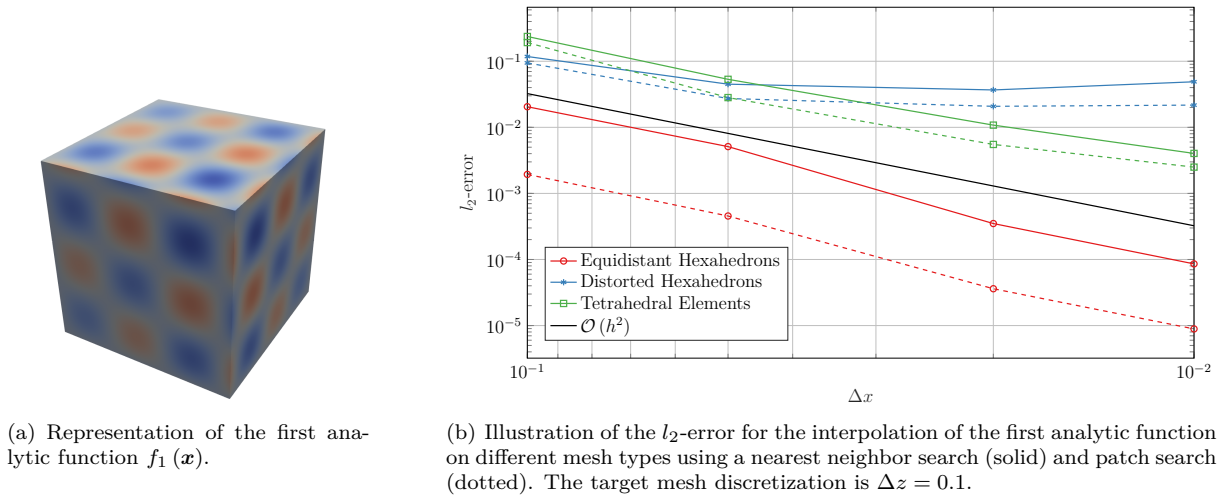 10⁻¹
10⁻²
10⁻³
10⁻⁴
10⁻⁵
l₂-error
Equidistant Hexahedrons
Distorted Hexahedrons
Tetrahedral Elements
𝒪 (h²)
10⁻¹
10⁻²
Δx
(a) Representation of the first ana-
lytic function f₁ (x).
(b) Illustration of the l₂-error for the interpolation of the first analytic function
on different mesh types using a nearest neighbor search (solid) and patch search
(dotted). The target mesh discretization is Δz = 0.1.